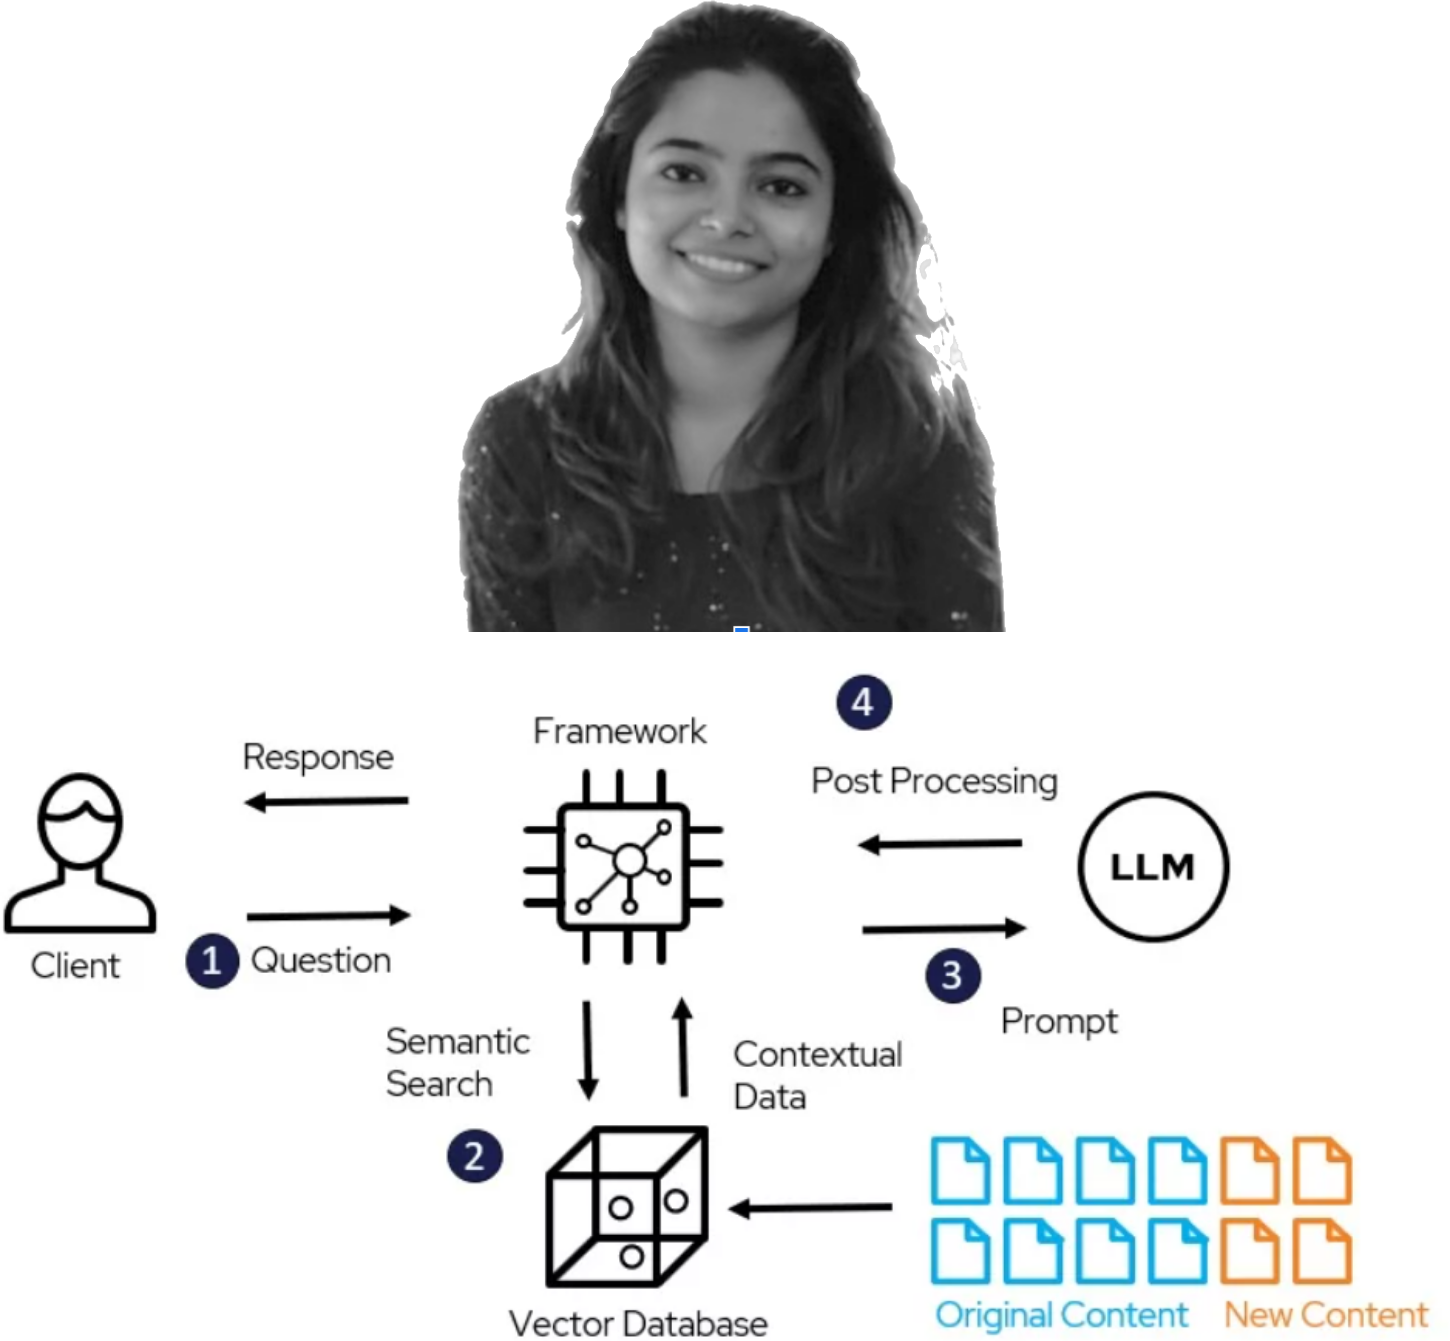 4
Framework
Response
Post Processing
LLM
1
Question
Client
3
Prompt
Semantic
Search
Contextual
Data
2
Vector Database
Original Content
New Content